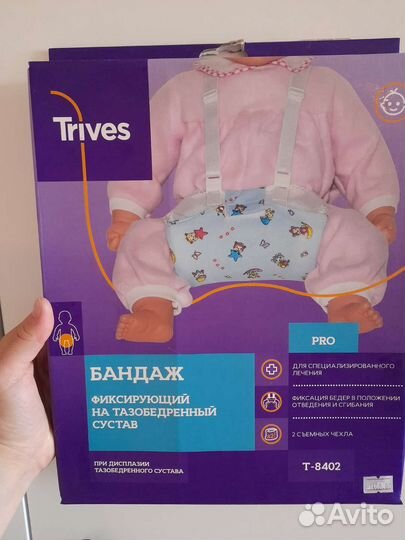 Trives
PRO
БАНДАЖ
ФИКСИРУЮЩИЙ
НА ТАЗОБЕДРЕННЫЙ
СУСТАВ
ПРИ ДИСПЛАЗИИ
ТАЗОБЕДРЕННОГО СУСТАВА
ДЛЯ СПЕЦИАЛИЗИРОВАННОГО
ЛЕЧЕНИЯ
ФИКСАЦИЯ БЕДЕР В ПОЛОЖЕНИИ
ОТВЕДЕНИЯ И СГИБАНИЯ
2 СЪЕМНЫХ ЧЕХЛА
Т-8402
Avito